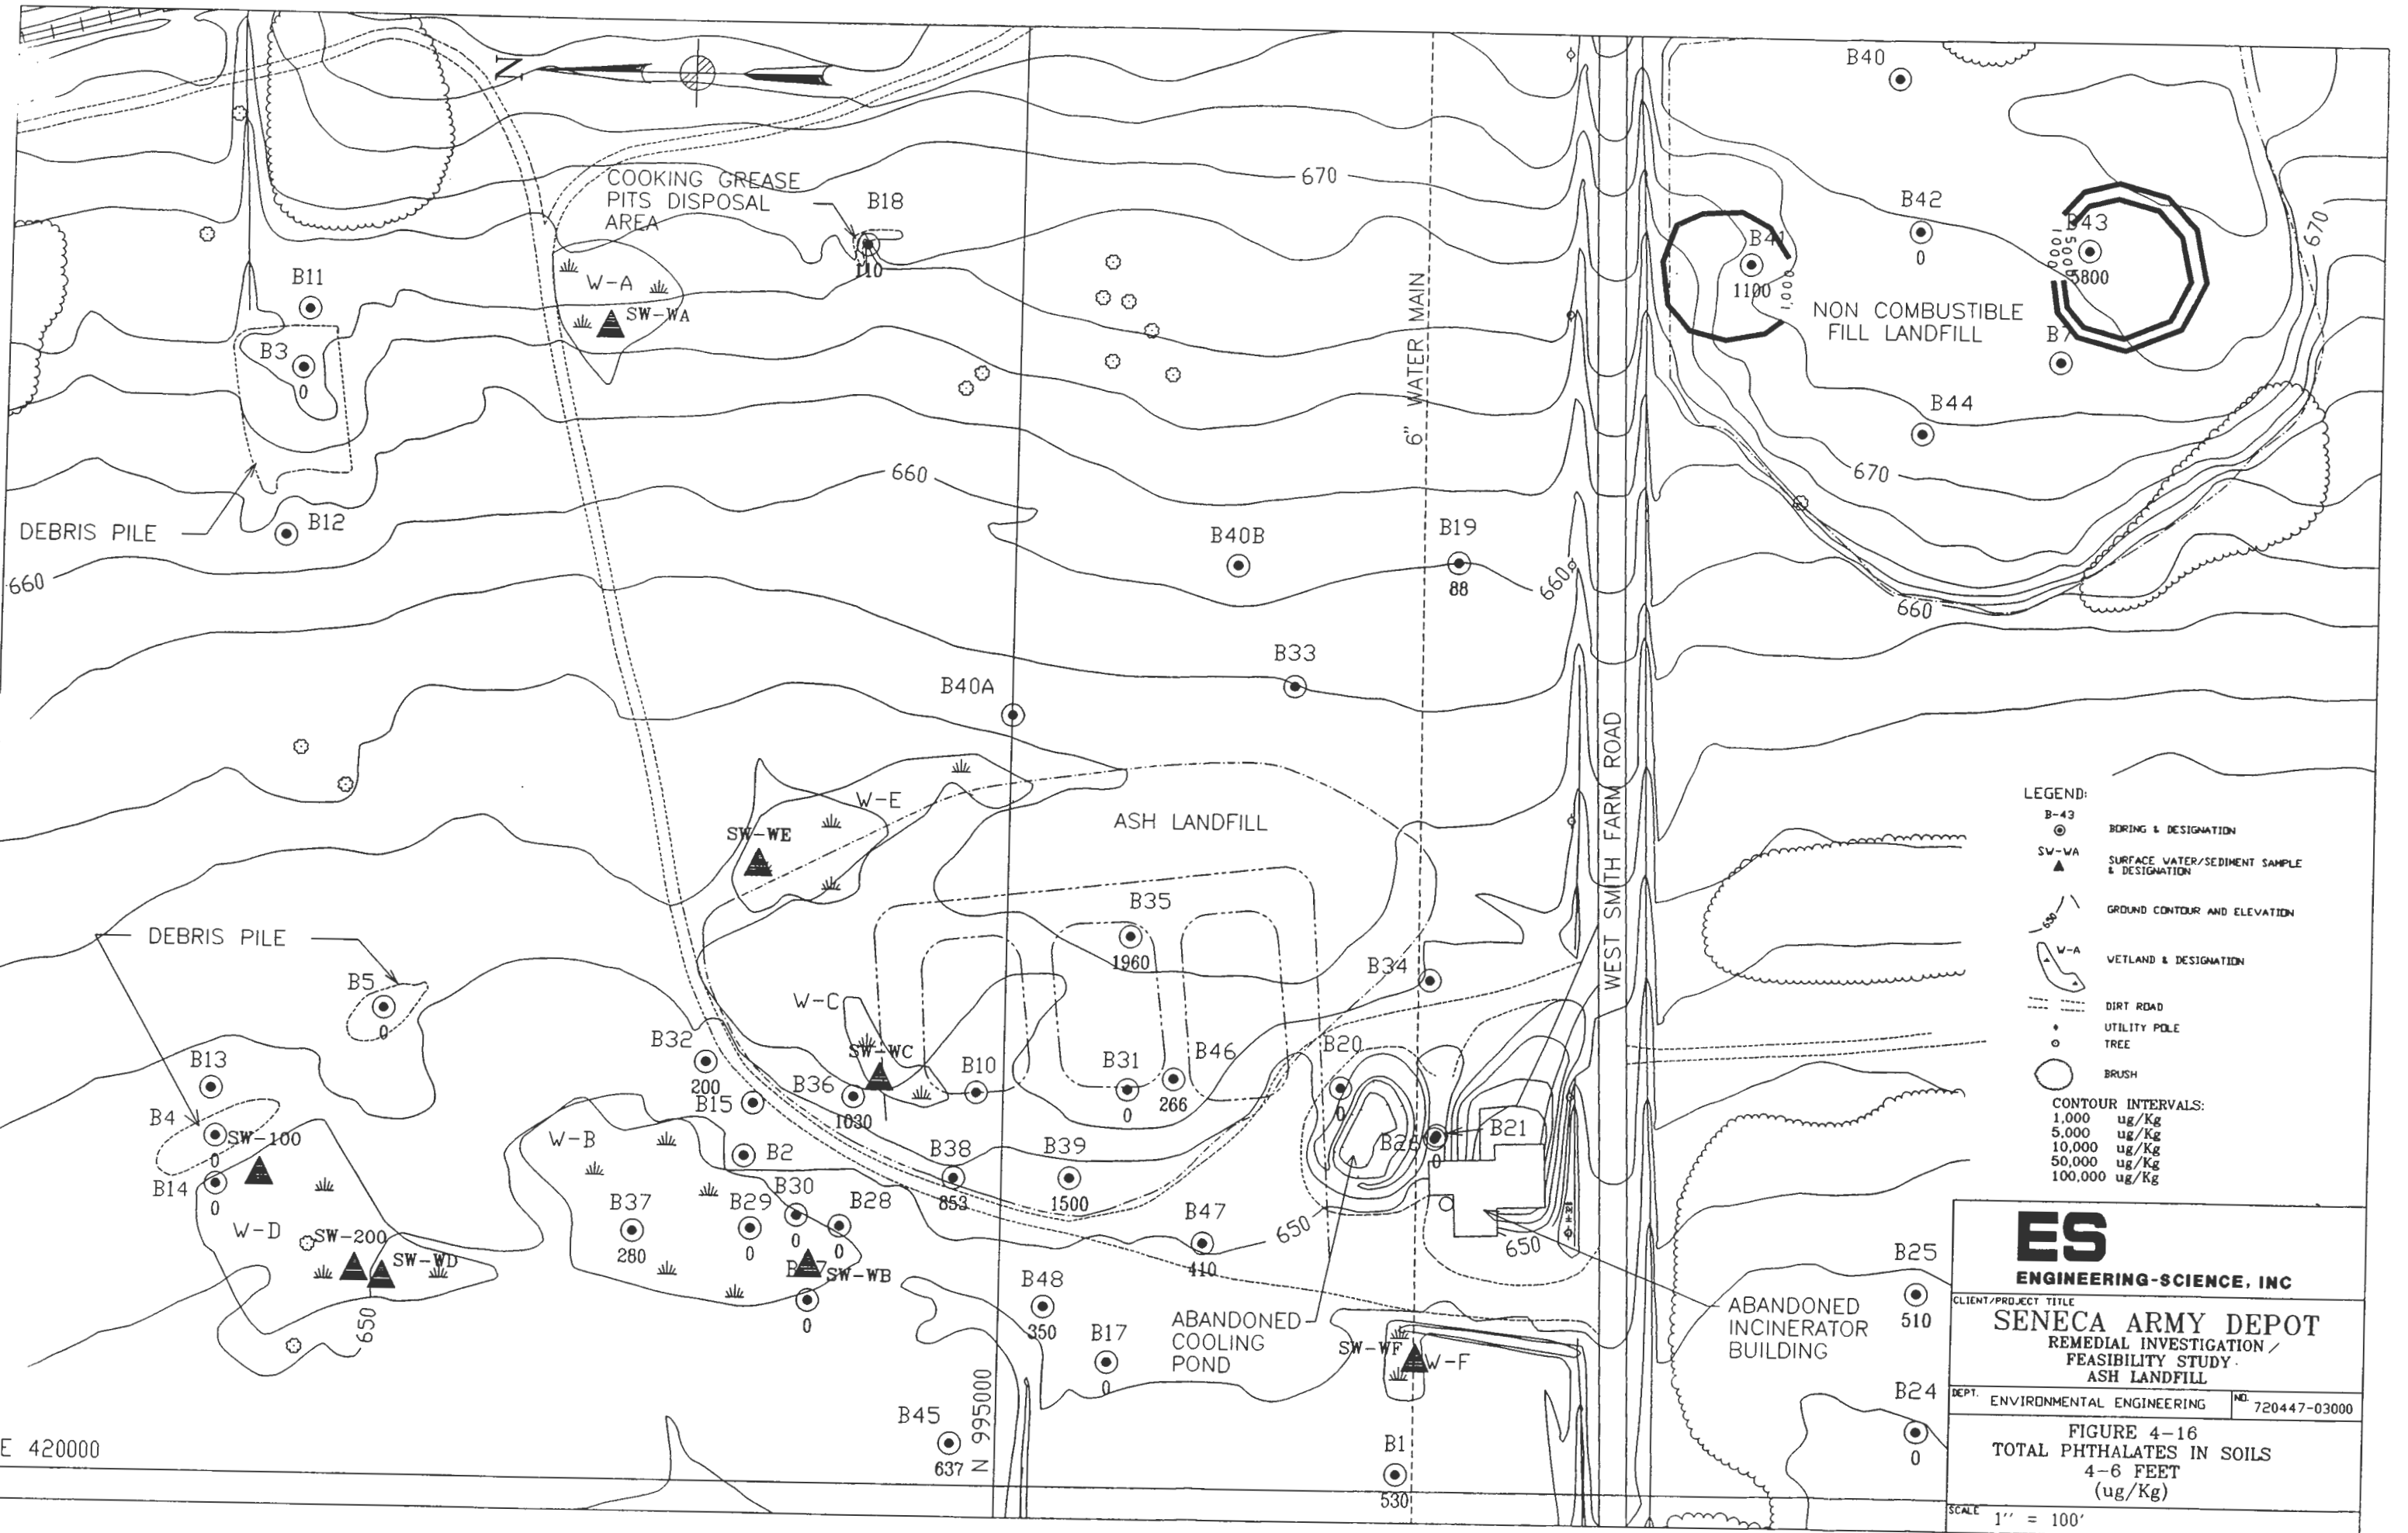 N
B40
COOKING GREASE
PITS DISPOSAL
AREA
B18
110
670
B42
0
B43
5800
1000
5000
670
B41
1100
1,000
B11
W-A
SW-WA
B3
0
6" WATER MAIN
NON COMBUSTIBLE
FILL LANDFILL
B7
B44
670
660
DEBRIS PILE
B12
B40B
B19
88
660
660
660
B33
B40A
WEST SMITH FARM ROAD
W-E
SW-WE
ASH LANDFILL
LEGEND:
B-43
BORING & DESIGNATION
SW-WA
SURFACE WATER/SEDIMENT SAMPLE
& DESIGNATION
650
GROUND CONTOUR AND ELEVATION
W-A
WETLAND & DESIGNATION
DIRT ROAD
UTILITY POLE
TREE
BRUSH
CONTOUR INTERVALS:
1,000 ug/Kg
5,000 ug/Kg
10,000 ug/Kg
50,000 ug/Kg
100,000 ug/Kg
DEBRIS PILE
B5
0
B35
1960
B34
W-C
SW-WC
B32
200
B15
B36
1030
B10
B31
0
B46
266
B20
0
B13
B4
0
SW-100
B14
0
W-B
B2
B38
853
B39
1500
B26
B21
0
B37
280
B29
0
B30
0
B28
0
W-D
SW-200
SW-WD
650
SW-WB
0
B47
410
650
650
B48
350
B17
0
ABANDONED
COOLING
POND
SW-WF
W-F
ABANDONED
INCINERATOR
BUILDING
B25
510
B24
0
B45
637
N 995000
B1
530
E 420000
ES
ENGINEERING-SCIENCE, INC
CLIENT/PROJECT TITLE
SENECA ARMY DEPOT
REMEDIAL INVESTIGATION /
FEASIBILITY STUDY
ASH LANDFILL
DEPT. ENVIRONMENTAL ENGINEERING
NO. 720447-03000
FIGURE 4-16
TOTAL PHTHALATES IN SOILS
4-6 FEET
(ug/Kg)
SCALE 1'' = 100'